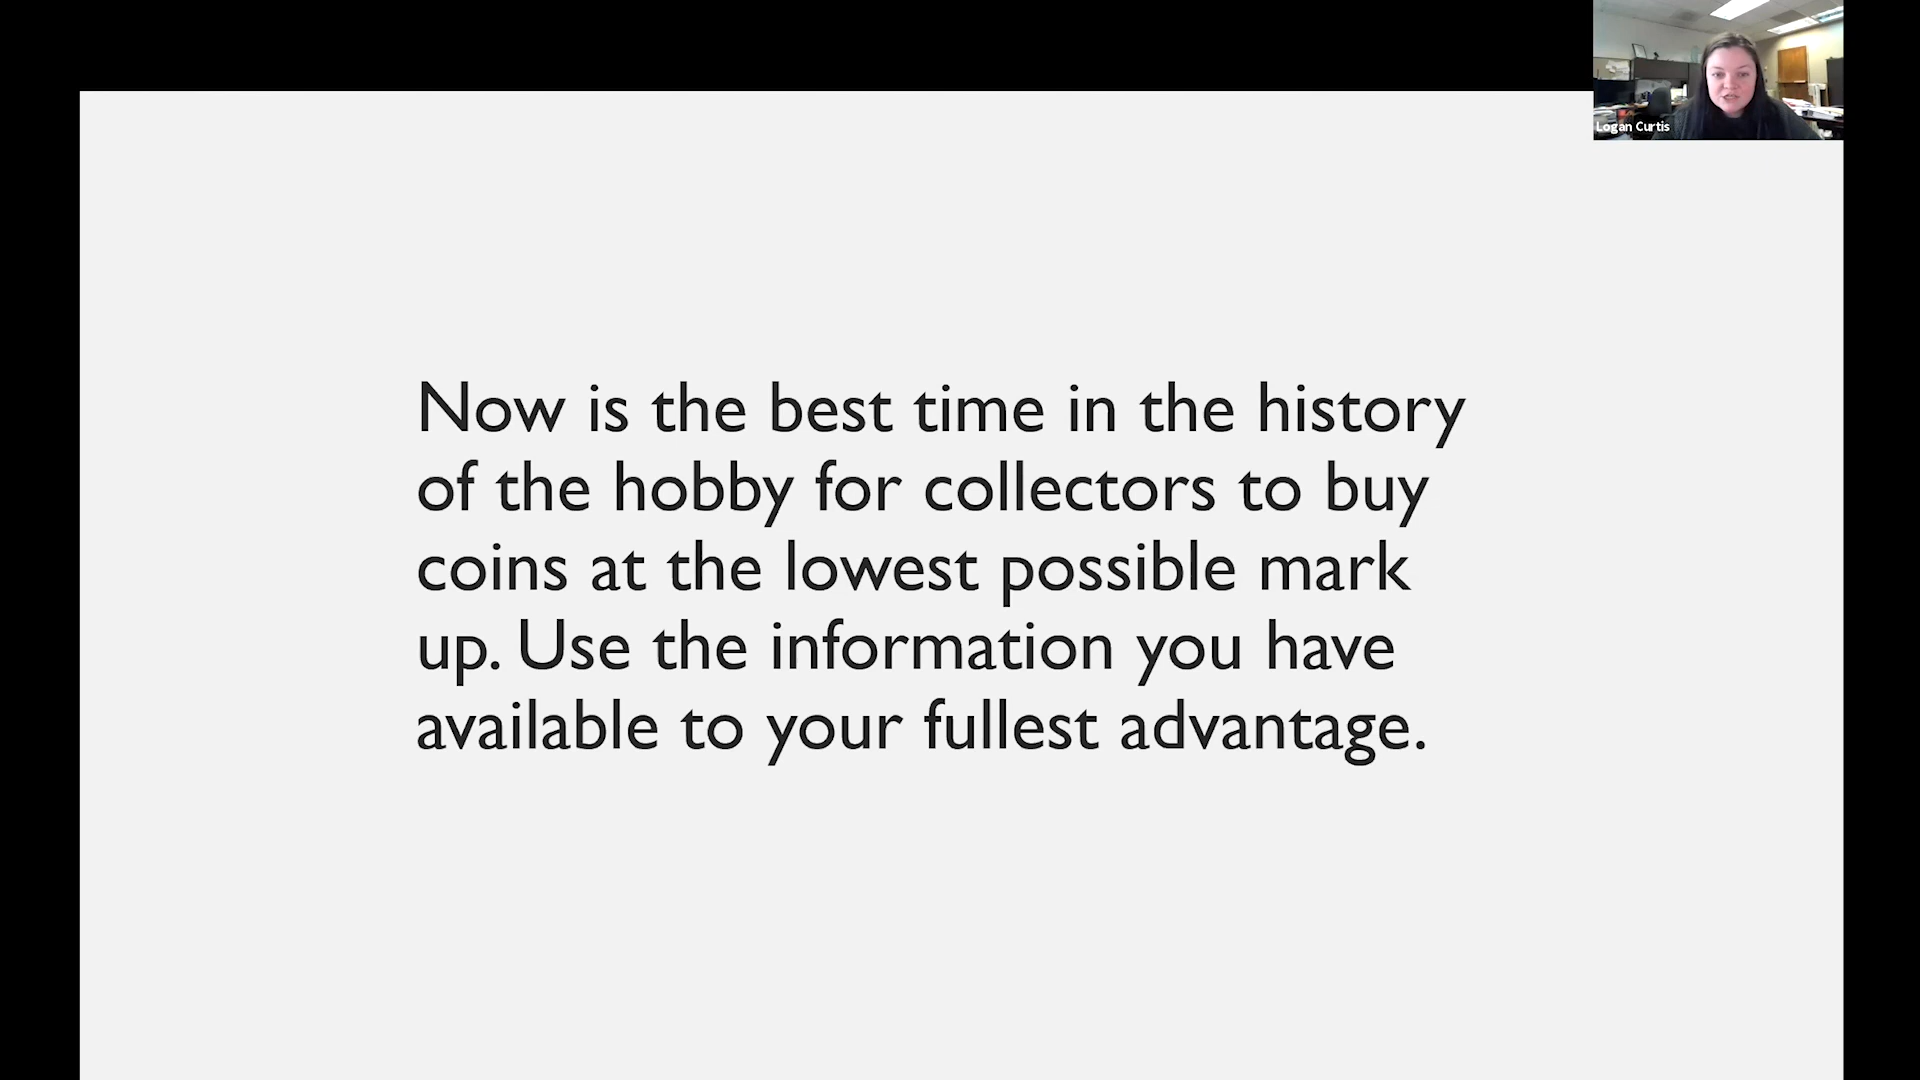 Logan Curtis
Now is the best time in the history
of the hobby for collectors to buy
coins at the lowest possible mark
up. Use the information you have
available to your fullest advantage.